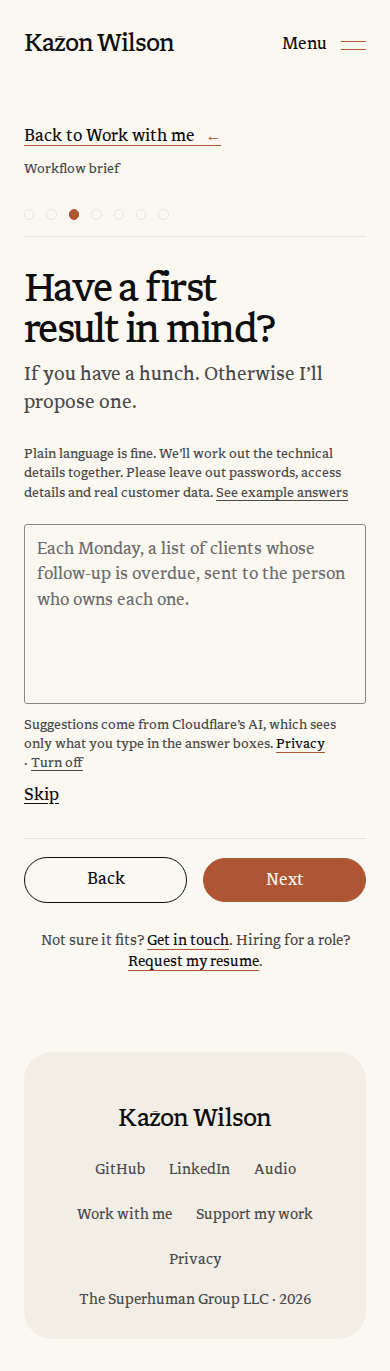 Kažon Wilson
Menu
Back to Work with me ←
Workflow brief
Have a first
result in mind?
If you have a hunch. Otherwise I’ll
propose one.
Plain language is fine. We’ll work out the technical
details together. Please leave out passwords, access
details and real customer data. See example answers
Each Monday, a list of clients whose
follow-up is overdue, sent to the person
who owns each one.
Suggestions come from Cloudflare’s AI, which sees
only what you type in the answer boxes. Privacy
· Turn off
Skip
Back
Next
Not sure it fits? Get in touch. Hiring for a role?
Request my resume.
Kažon Wilson
GitHub LinkedIn Audio
Work with me Support my work
Privacy
The Superhuman Group LLC · 2026